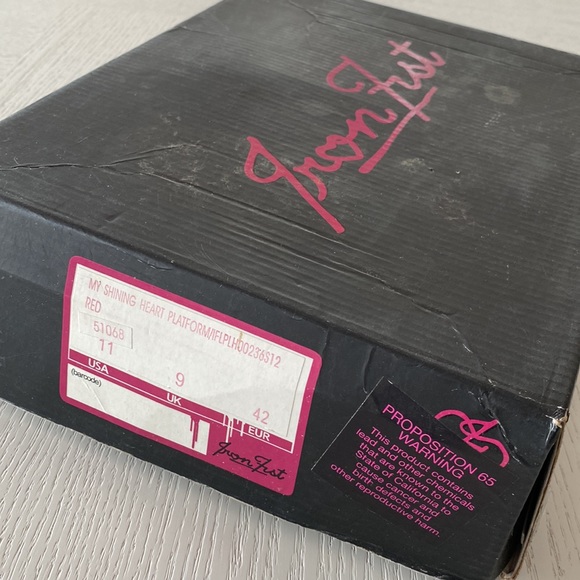 Iron Fist
MY SHINING HEART PLATFORM/IFLPLH00236S12
RED
51068
11 9 42
USA UK EUR
(barcode)
Iron Fist
PROPOSITION 65
WARNING
This product contains
lead and other chemicals
that are known to the
State of California to
cause cancer and
birth defects and
other reproductive harm.